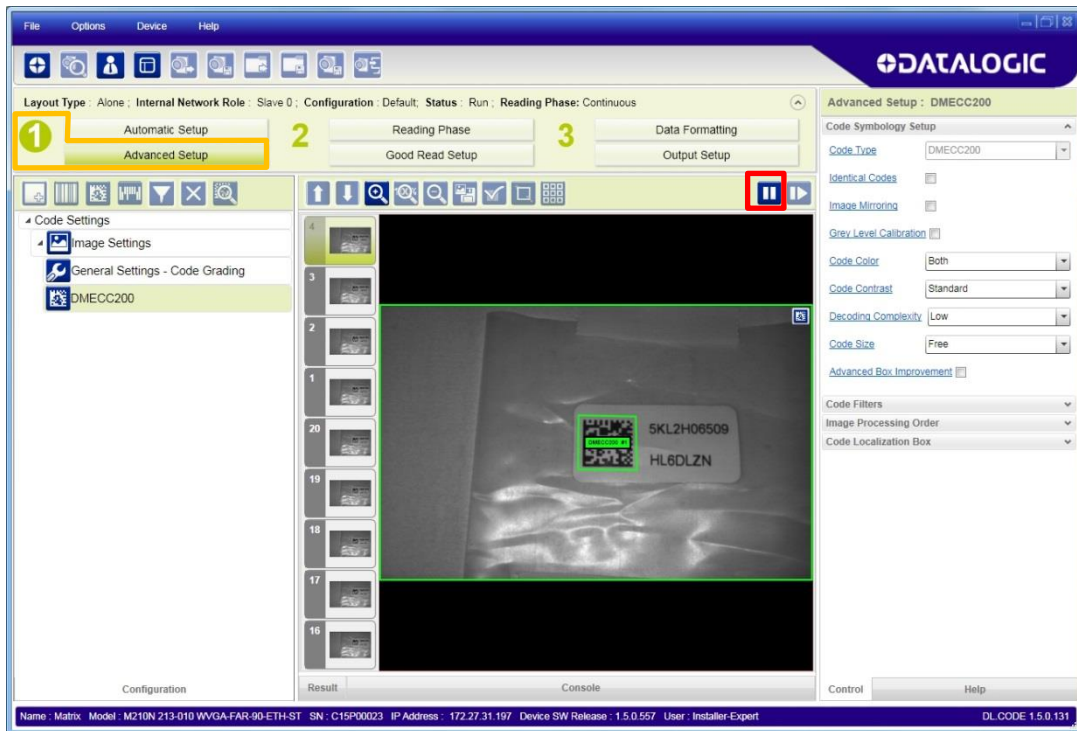 File Options Device Help
DATALOGIC
Layout Type : Alone ; Internal Network Role : Slave 0 ; Configuration : Default; Status : Run ; Reading Phase: Continuous
1 Automatic Setup
Advanced Setup
2 Reading Phase
Good Read Setup
3 Data Formatting
Output Setup
Code Settings
Image Settings
General Settings - Code Grading
DMECC200
Configuration
4
3
2
1
20
19
18
17
16
DMECC200 #1
5KL2H06509
HL6DLZN
Result Console
Advanced Setup : DMECC200
Code Symbology Setup
Code Type DMECC200
Identical Codes
Image Mirroring
Grey Level Calibration
Code Color Both
Code Contrast Standard
Decoding Complexity Low
Code Size Free
Advanced Box Improvement
Code Filters
Image Processing Order
Code Localization Box
Control Help
Name : Matrix Model : M210N 213-010 WVGA-FAR-90-ETH-ST SN : C15P00023 IP Address : 172.27.31.197 Device SW Release : 1.5.0.557 User : Installer-Expert DL.CODE 1.5.0.131